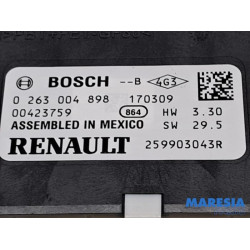 BOSCH --B 4G3
0 263 004 898 170309
00423759 864 HW 3.30
ASSEMBLED IN MEXICO SW 29.5
RENAULT 259903043R
MARESIA